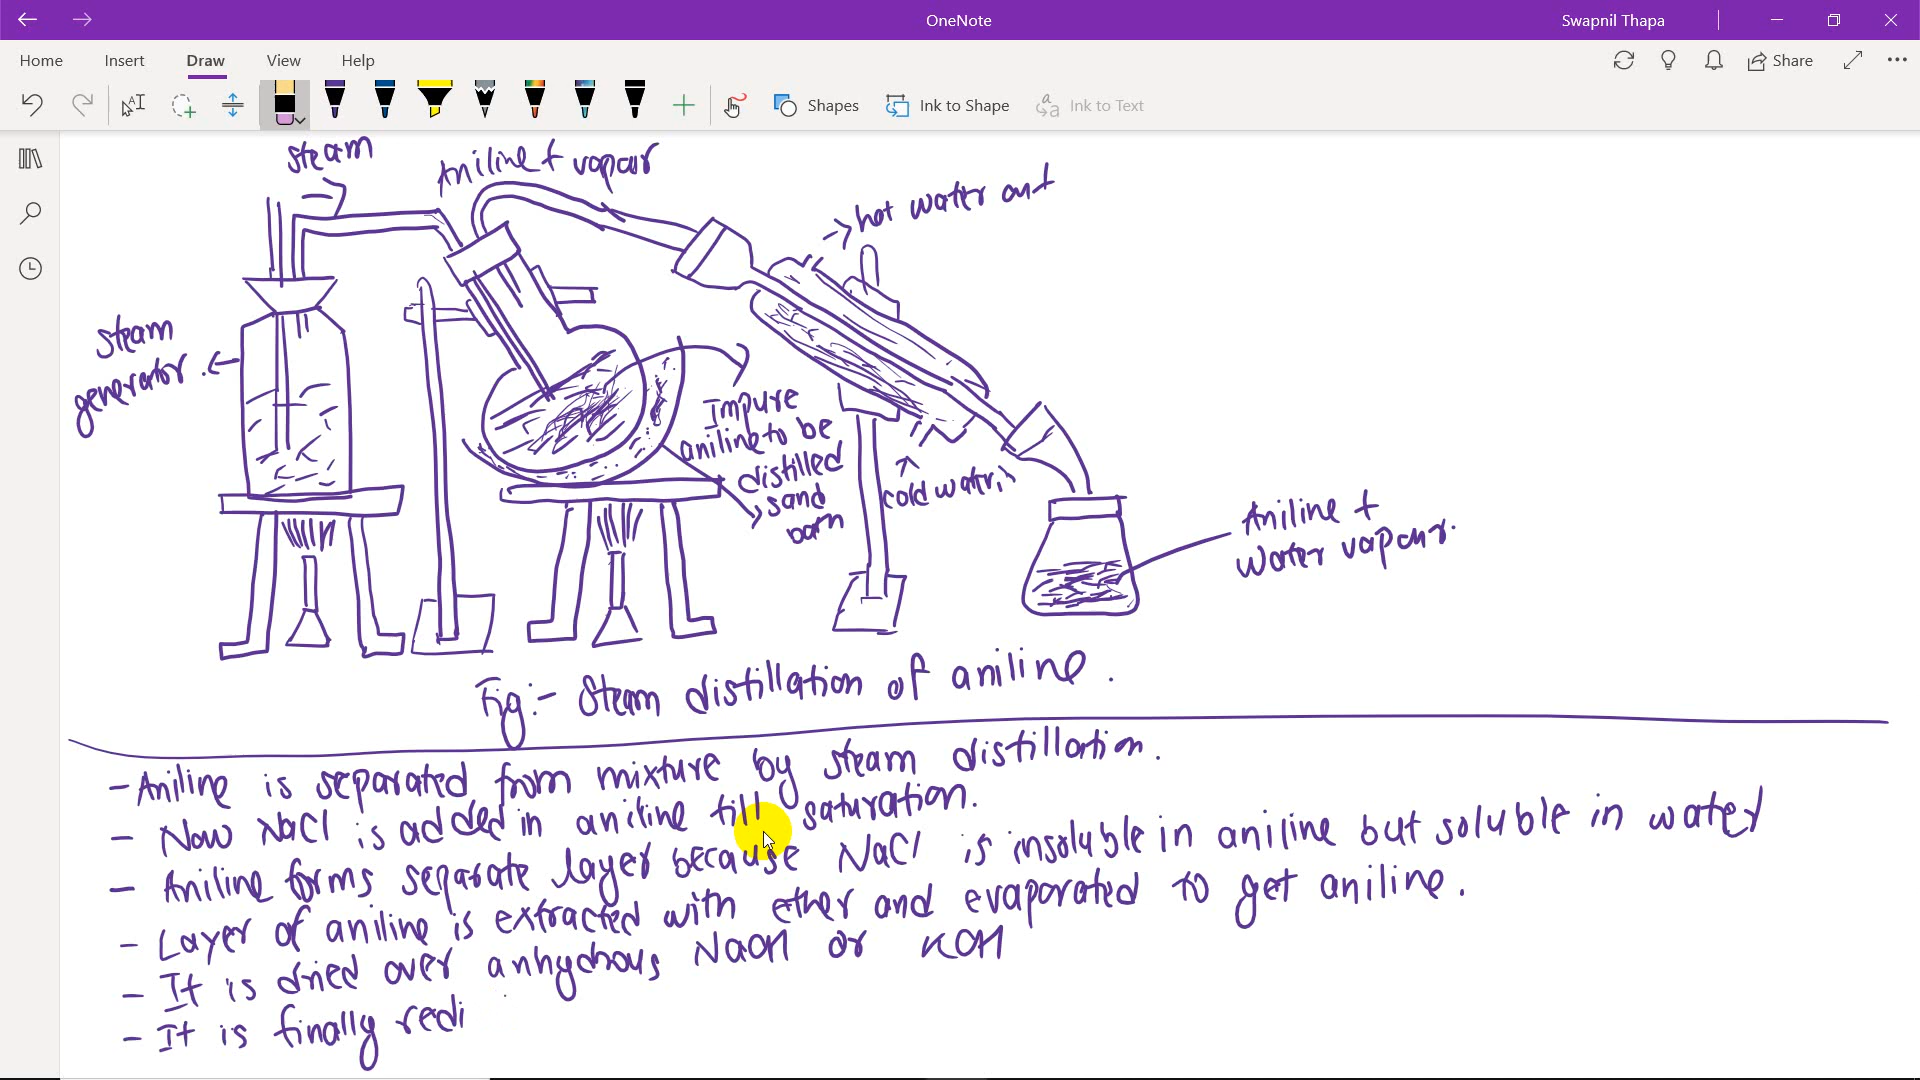 OneNote
Swapnil Thapa
Home Insert Draw View Help
Share
Shapes
Ink to Shape
Ink to Text
steam
Aniline + vapour
→ hot water out
steam
generator
Impure
aniline to be
distilled
sand
cold water in
Aniline +
water vapour.
Fig:- Steam distillation of aniline.
- Aniline is separated from mixture by steam distillation.
- Now NaCl is added in aniline till saturation.
- Aniline forms separate layer because NaCl is insoluble in aniline but soluble in water
- Layer of aniline is extracted with ether and evaporated to get aniline.
- It is dried over anhydrous NaOH or KOH
- It is finally redi